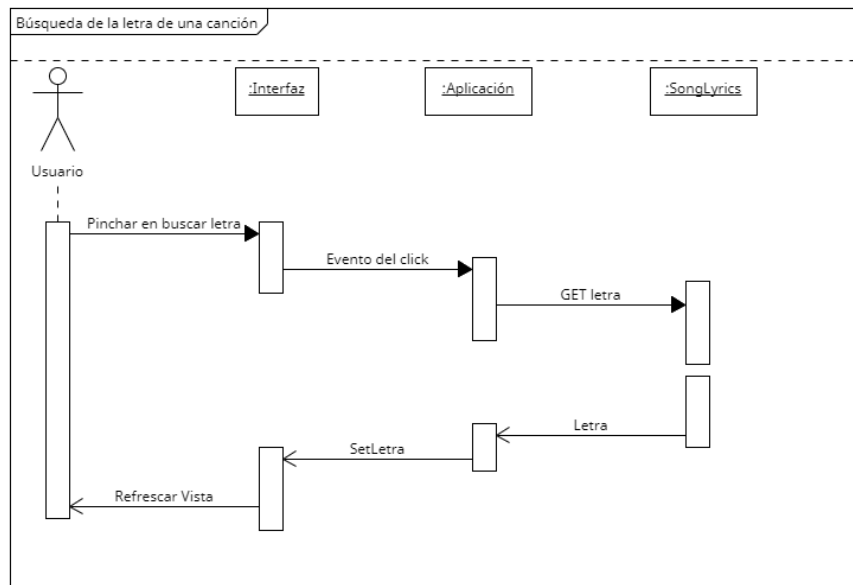 Búsqueda de la letra de una canción
:Interfaz
:Aplicación
:SongLyrics
Usuario
Pinchar en buscar letra
Evento del click
GET letra
Letra
SetLetra
Refrescar Vista